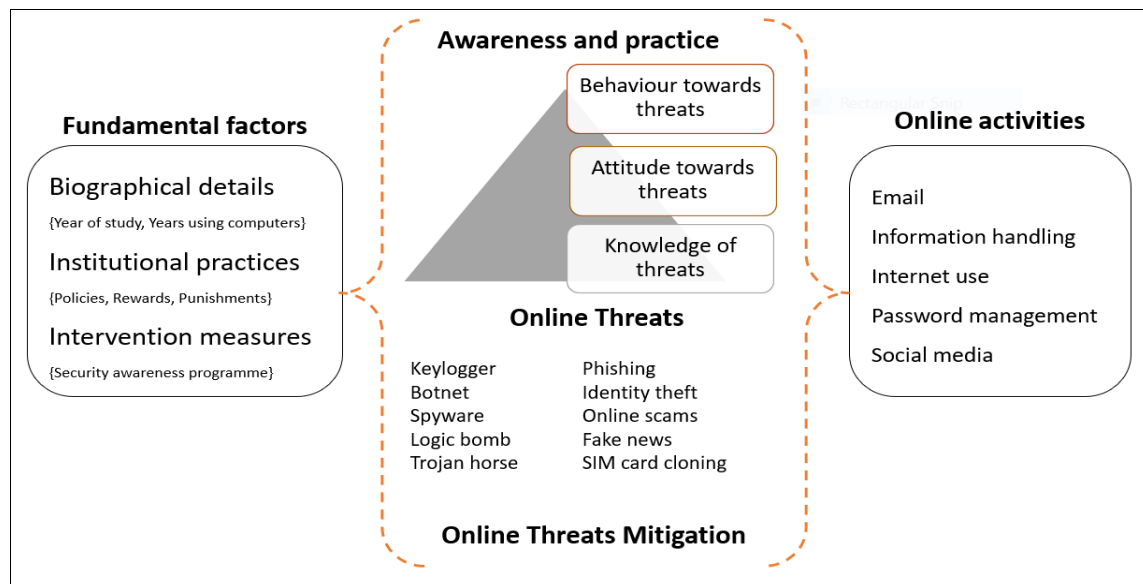 Fundamental factors
Biographical details
{Year of study, Years using computers}
Institutional practices
{Policies, Rewards, Punishments}
Intervention measures
{Security awareness programme}
Awareness and practice
Behaviour towards
threats
Attitude towards
threats
Knowledge of
threats
Online Threats
Keylogger
Botnet
Spyware
Logic bomb
Trojan horse
Phishing
Identity theft
Online scams
Fake news
SIM card cloning
Online Threats Mitigation
Rectangular Snip
Online activities
Email
Information handling
Internet use
Password management
Social media